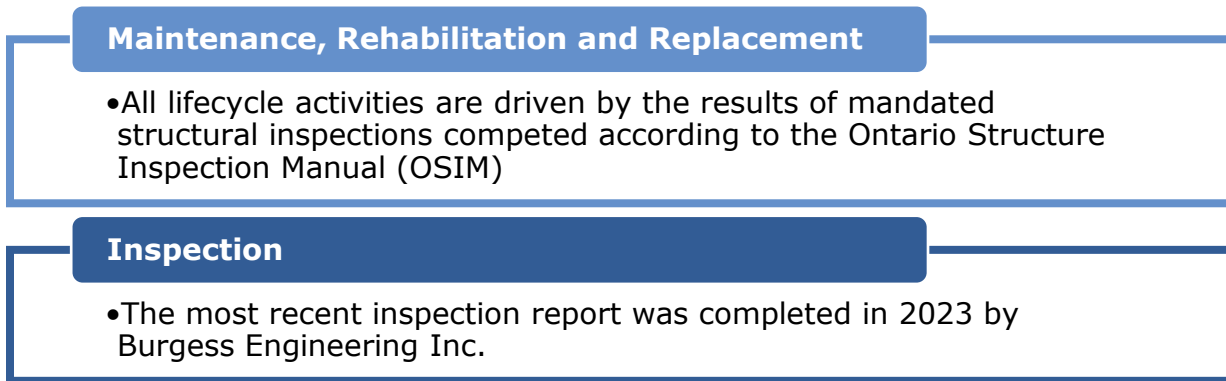 Maintenance, Rehabilitation and Replacement
•All lifecycle activities are driven by the results of mandated
structural inspections competed according to the Ontario Structure
Inspection Manual (OSIM)
Inspection
•The most recent inspection report was completed in 2023 by
Burgess Engineering Inc.